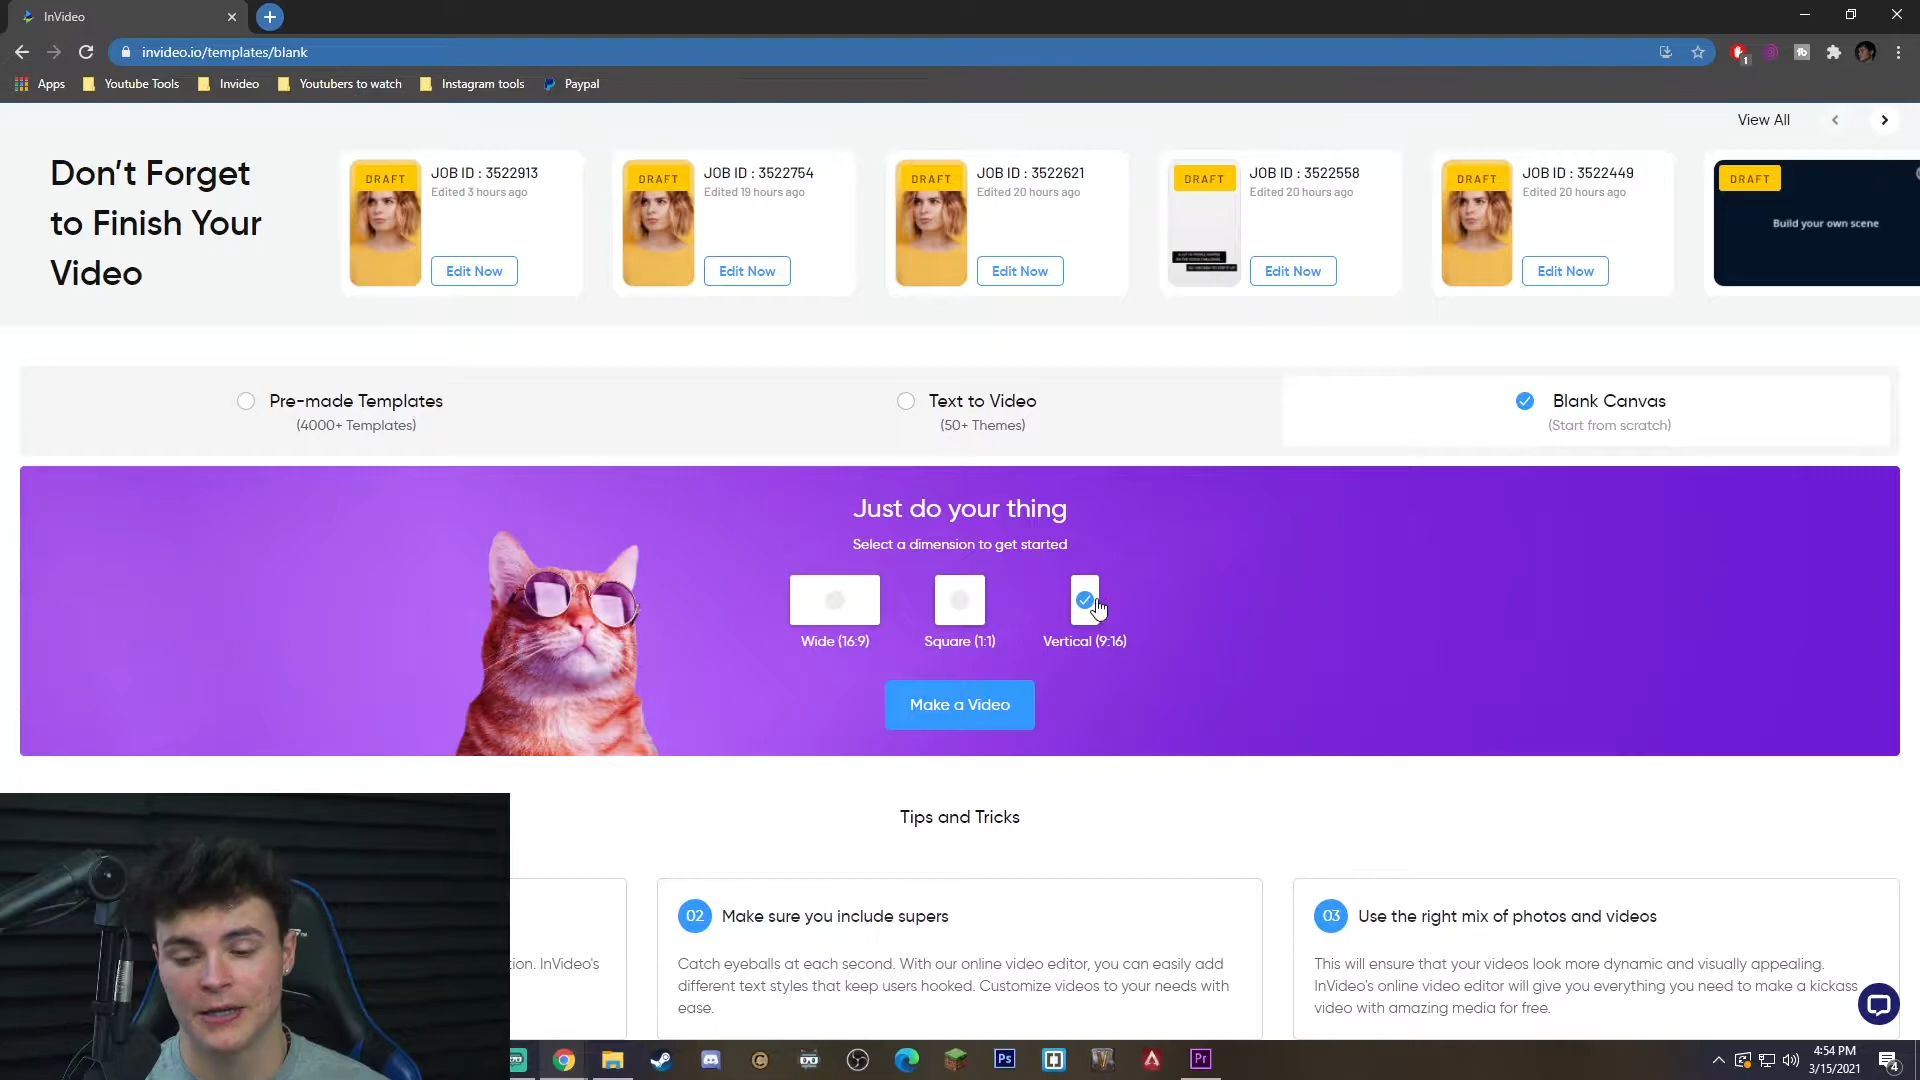 InVideo
invideo.io/templates/blank
1
Apps
Youtube Tools
Invideo
Youtubers to watch
Instagram tools
Paypal
View All
Don't Forget
to Finish Your
Video
DRAFT
JOB ID : 3522913
Edited 3 hours ago
Edit Now
DRAFT
JOB ID : 3522754
Edited 19 hours ago
Edit Now
DRAFT
JOB ID : 3522621
Edited 20 hours ago
Edit Now
DRAFT
JOB ID : 3522558
Edited 20 hours ago
Edit Now
DRAFT
JOB ID : 3522449
Edited 20 hours ago
Edit Now
DRAFT
Build your own scene
Pre-made Templates
(4000+ Templates)
Text to Video
(50+ Themes)
Blank Canvas
(Start from scratch)
Just do your thing
Select a dimension to get started
Wide (16:9)
Square (1:1)
Vertical (9:16)
Make a Video
Tips and Tricks
tion. InVideo's
02 Make sure you include supers
Catch eyeballs at each second. With our online video editor, you can easily add
different text styles that keep users hooked. Customize videos to your needs with
ease.
03 Use the right mix of photos and videos
This will ensure that your videos look more dynamic and visually appealing.
InVideo's online video editor will give you everything you need to make a kickass
video with amazing media for free.
Ps
Pr
4:54 PM
3/15/2021
4